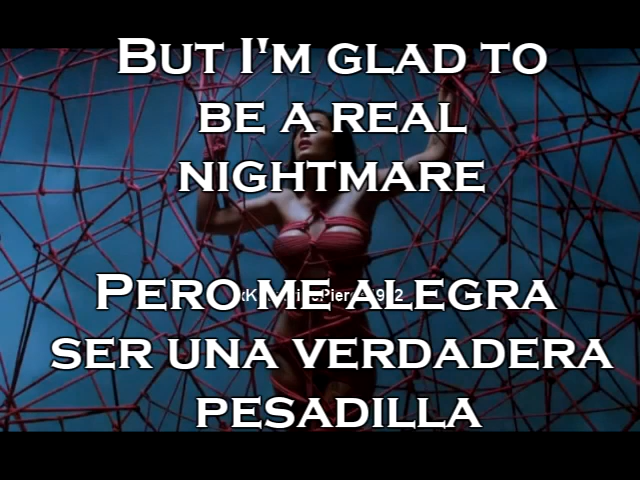 But I'm glad to
be a real
nightmare
Pero me alegra
ser una verdadera
pesadilla